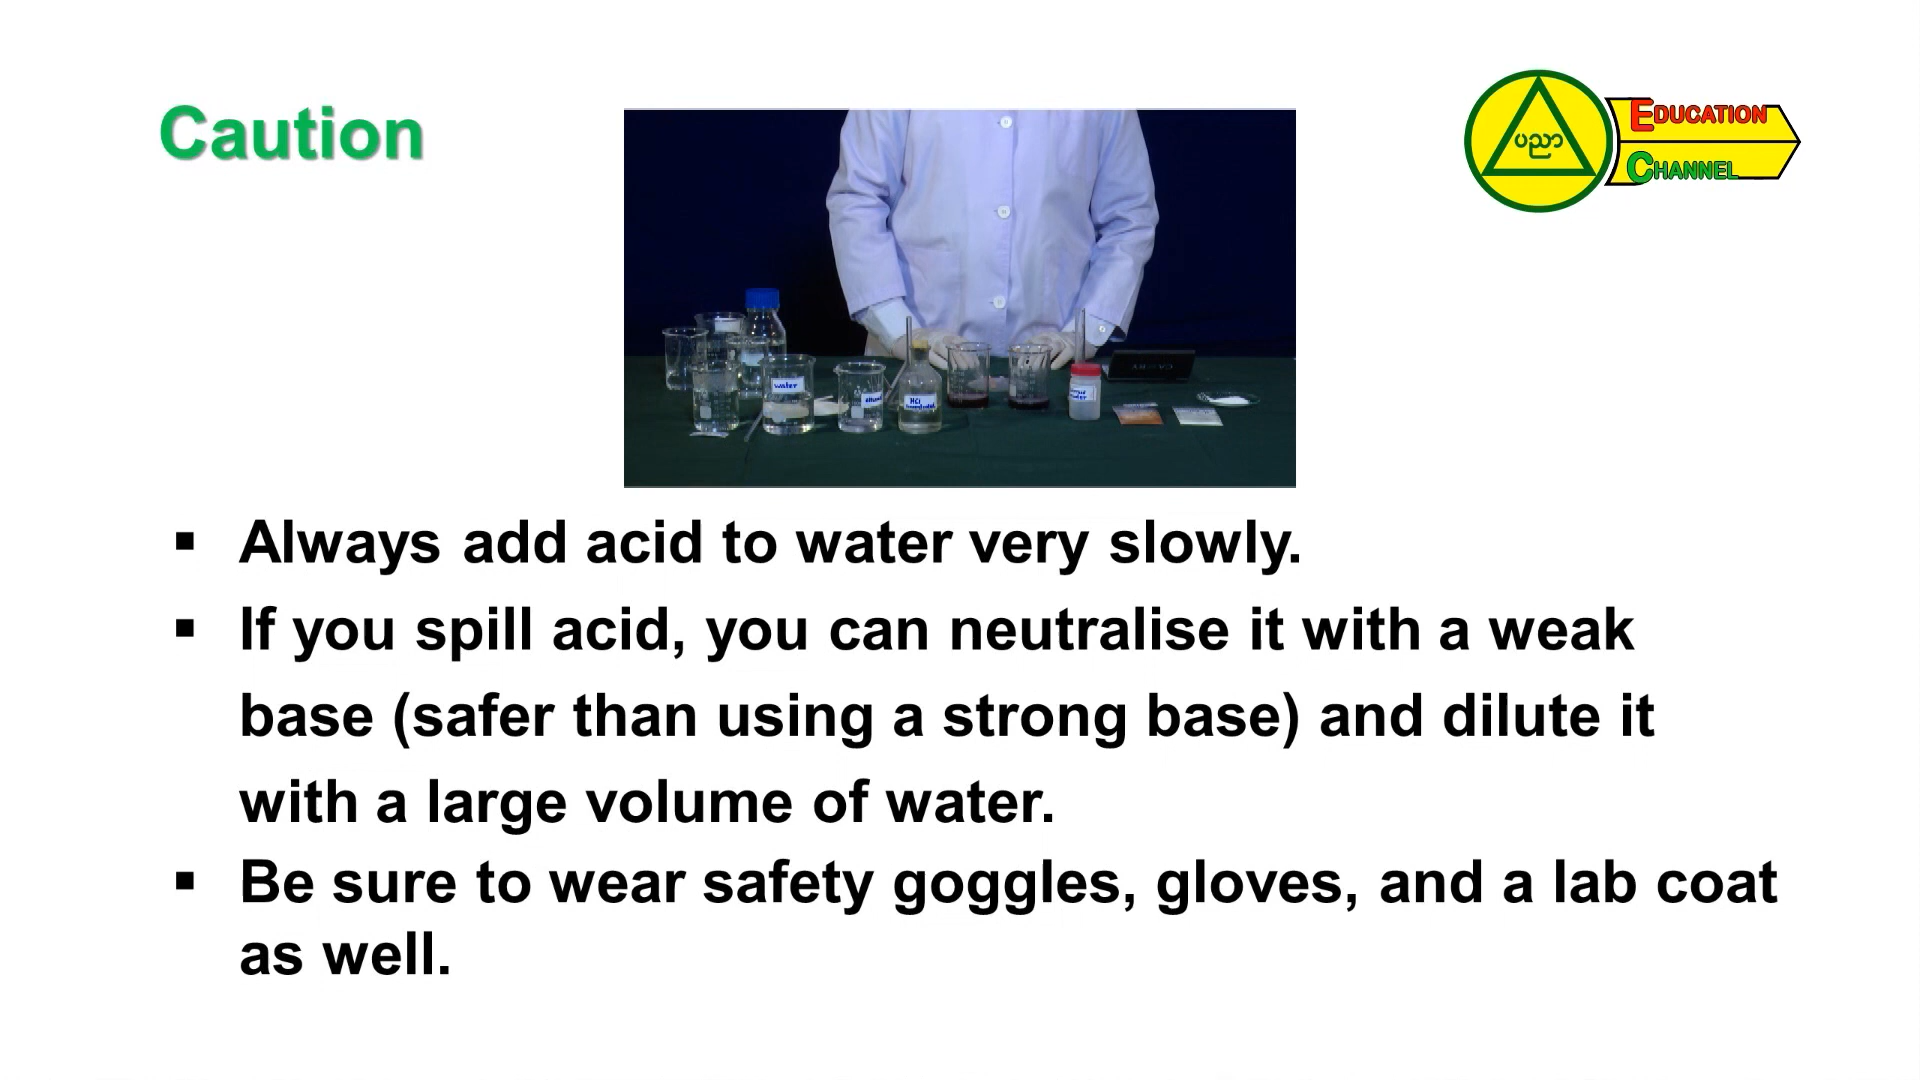 Caution
ပညာ
EDUCATION
CHANNEL
water
HCl
▪ Always add acid to water very slowly.
▪ If you spill acid, you can neutralise it with a weak
base (safer than using a strong base) and dilute it
with a large volume of water.
▪ Be sure to wear safety goggles, gloves, and a lab coat
as well.